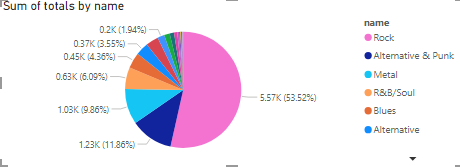 Sum of totals by name
0.2K (1.94%)
0.37K (3.55%)
0.45K (4.36%)
0.63K (6.09%)
1.03K (9.86%)
1.23K (11.86%)
5.57K (53.52%)
name
Rock
Alternative & Punk
Metal
R&B/Soul
Blues
Alternative